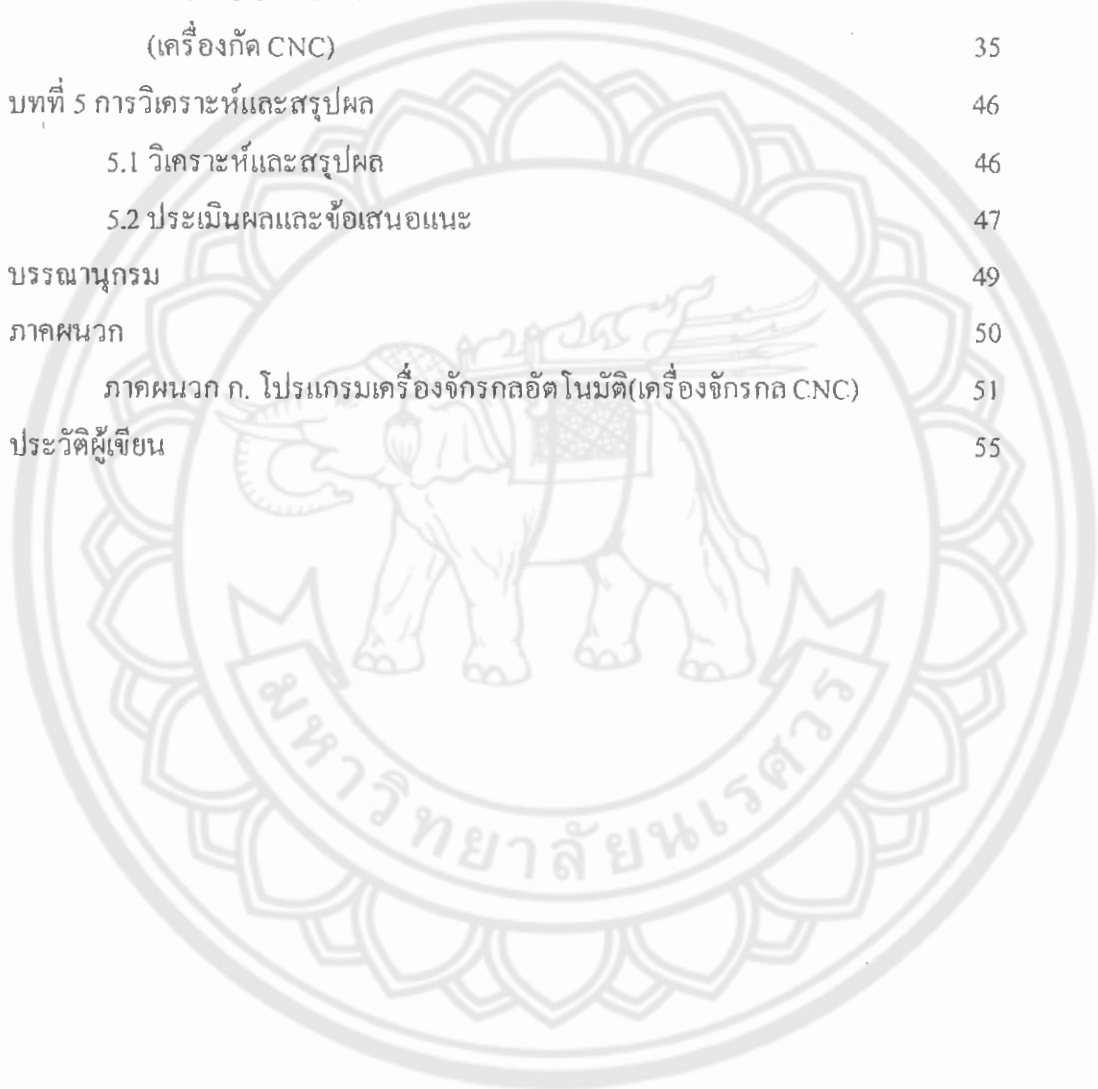 (เครื่องกัด CNC) 35
บทที่ 5 การวิเคราะห์และสรุปผล 46
5.1 วิเคราะห์และสรุปผล 46
5.2 ประเมินผลและข้อเสนอแนะ 47
บรรณานุกรม 49
ภาคผนวก 50
ภาคผนวก ก. โปรแกรมเครื่องจักรกลอัตโนมัติ(เครื่องจักรกล CNC) 51
ประวัติผู้เขียน 55
มหาวิทยาลัยนเรศวร